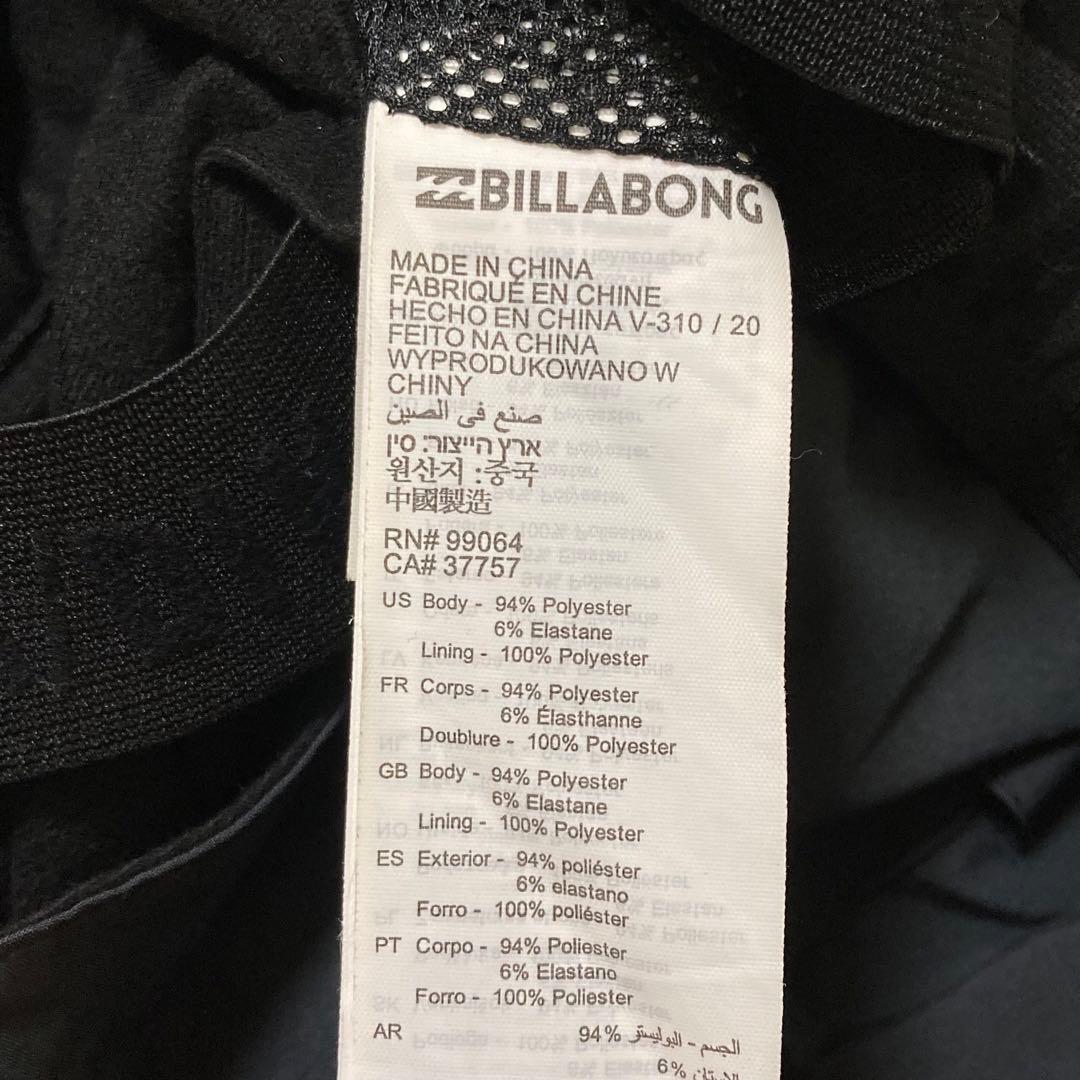 BILLABONG
MADE IN CHINA
FABRIQUÉ EN CHINE
HECHO EN CHINA V-310 / 20
FEITO NA CHINA
WYPRODUKOWANO W
CHINY
صنع في الصين
ארץ הייצור: סין
원산지 :중국
中國製造
RN# 99064
CA# 37757
US Body - 94% Polyester
6% Elastane
Lining - 100% Polyester
FR Corps - 94% Polyester
6% Élasthanne
Doublure - 100% Polyester
GB Body - 94% Polyester
6% Elastane
Lining - 100% Polyester
ES Exterior - 94% poliéster
6% elastano
Forro - 100% poliéster
PT Corpo - 94% Poliester
6% Elastano
Forro - 100% Poliester
AR الجسم - البوليستر 94%
6%